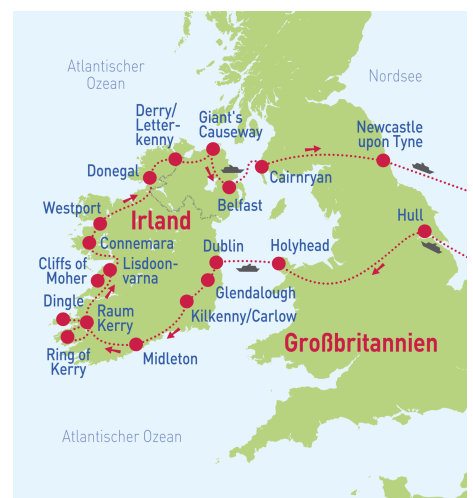 Atlantischer
Ozean
Nordsee
Derry/
Letter-
kenny
Giant's
Causeway
Newcastle
upon Tyne
Donegal
Cairnryan
Belfast
Westport
Irland
Hull
Connemara
Dublin
Holyhead
Cliffs of
Moher
Lisdoon-
varna
Glendalough
Dingle
Raum
Kerry
Kilkenny/Carlow
Großbritannien
Ring of
Kerry
Midleton
Atlantischer Ozean